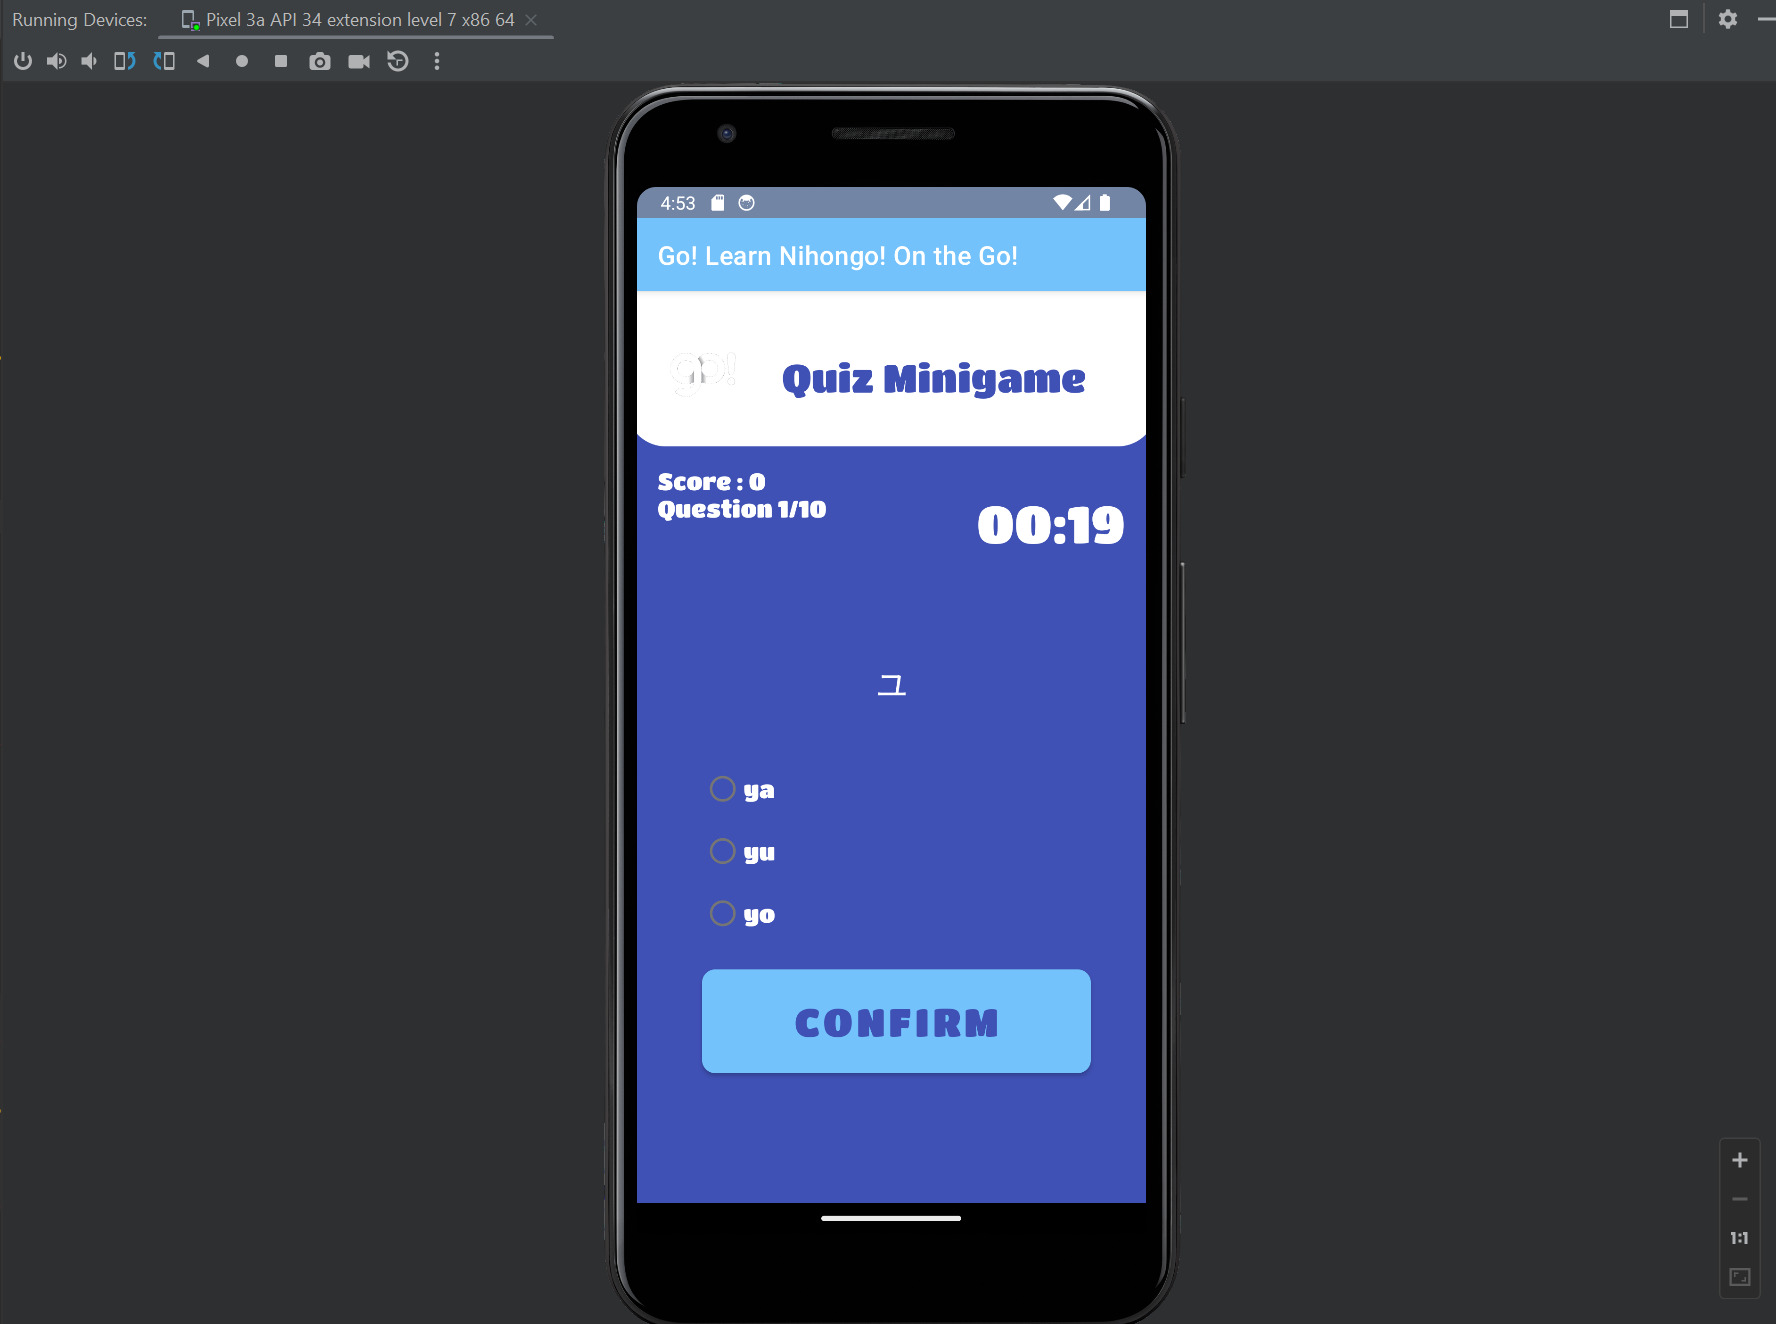 Running Devices: Pixel 3a API 34 extension level 7 x86 64
4:53
Go! Learn Nihongo! On the Go!
go!
Quiz Minigame
Score : 0
Question 1/10
00:19
ユ
ya
yu
yo
CONFIRM
1:1